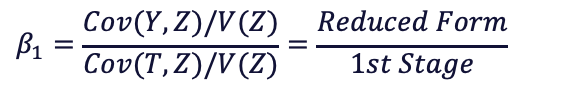 β₁ = Cov(Y, Z)/V(Z) / Cov(T, Z)/V(Z) = Reduced Form / 1st Stage